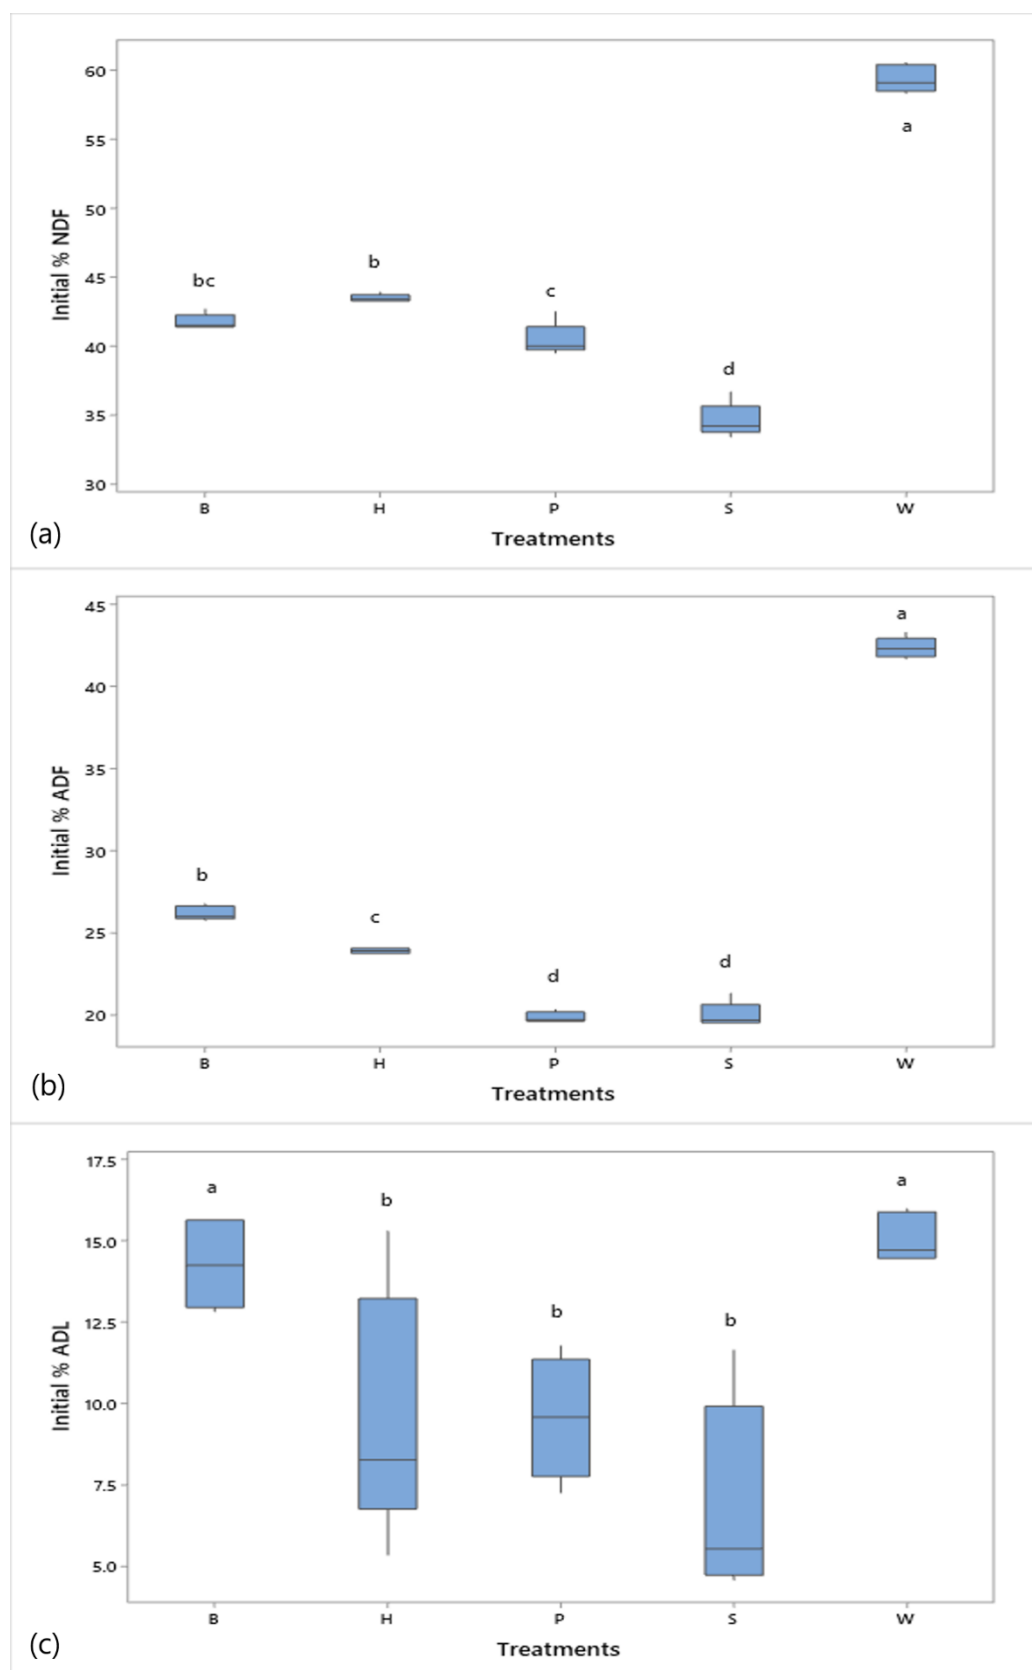 60
a
55
50
Initial % NDF
bc
b
c
45
40
d
35
30
B H P S W
(a)
Treatments
45
a
40
35
Initial % ADF
30
b
c
25
d
d
20
B H P S W
(b)
Treatments
17.5
a
b
a
15.0
b
b
12.5
Initial % ADL
10.0
7.5
5.0
B H P S W
(c)
Treatments